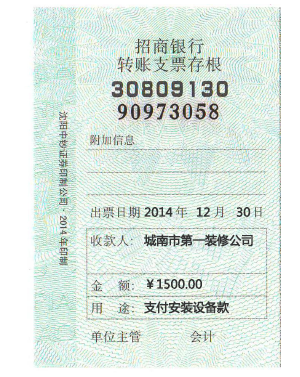 招商银行
转账支票存根
30809130
90973058
附加信息
出票日期 2014 年 12 月 30 日
收款人: 城南市第一装修公司
金 额: ￥1500.00
用 途: 支付安装设备款
单位主管 会计
沈阳中钞证券印制公司·2014年印制